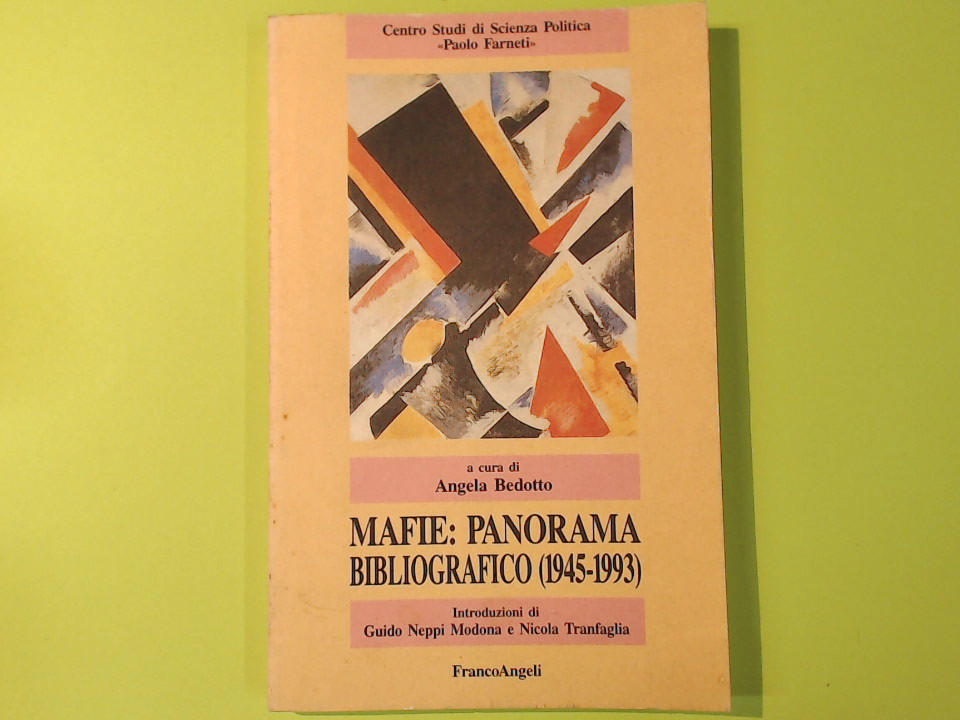 Centro Studi di Scienza Politica
«Paolo Farneti»
a cura di
Angela Bedotto
MAFIE: PANORAMA
BIBLIOGRAFICO (1945-1993)
Introduzioni di
Guido Neppi Modona e Nicola Tranfaglia
FrancoAngeli